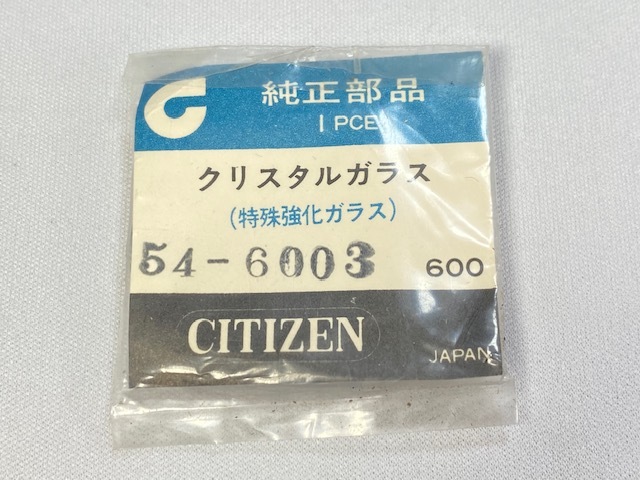 純正部品
1 PCE
クリスタルガラス
(特殊強化ガラス)
54-6003 600
CITIZEN
JAPAN